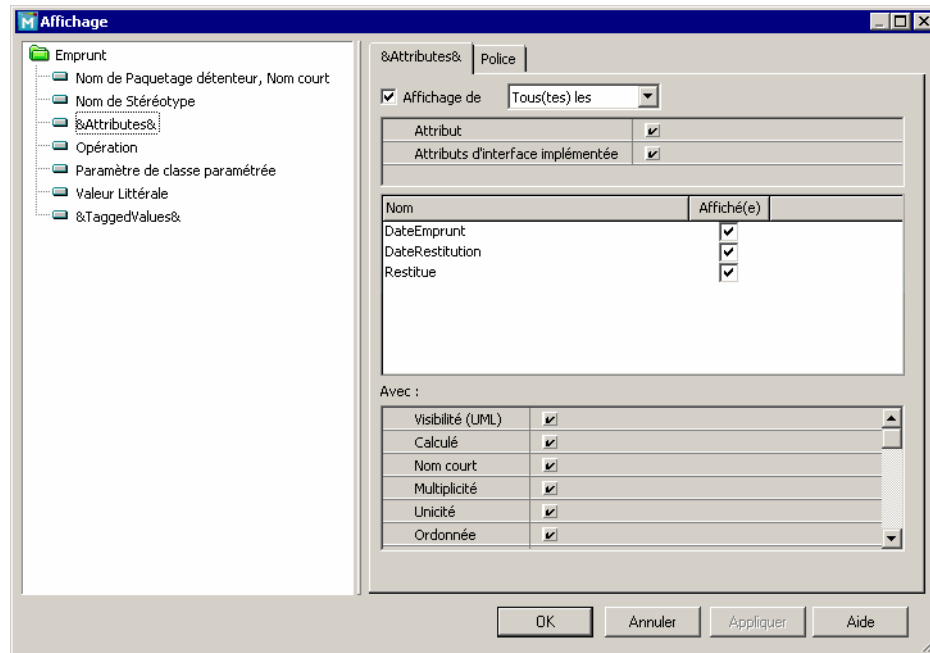 Affichage
Emprunt
Nom de Paquetage détenteur, Nom court
Nom de Stéréotype
&Attributes&
Opération
Paramètre de classe paramétrée
Valeur Littérale
&TaggedValues&
&Attributes& Police
Affichage de Tous(tes) les
Attribut
Attributs d'interface implémentée
Nom Affiché(e)
DateEmprunt
DateRestitution
Restitue
Avec :
Visibilité (UML)
Calculé
Nom court
Multiplicité
Unicité
Ordonnée
OK Annuler Appliquer Aide